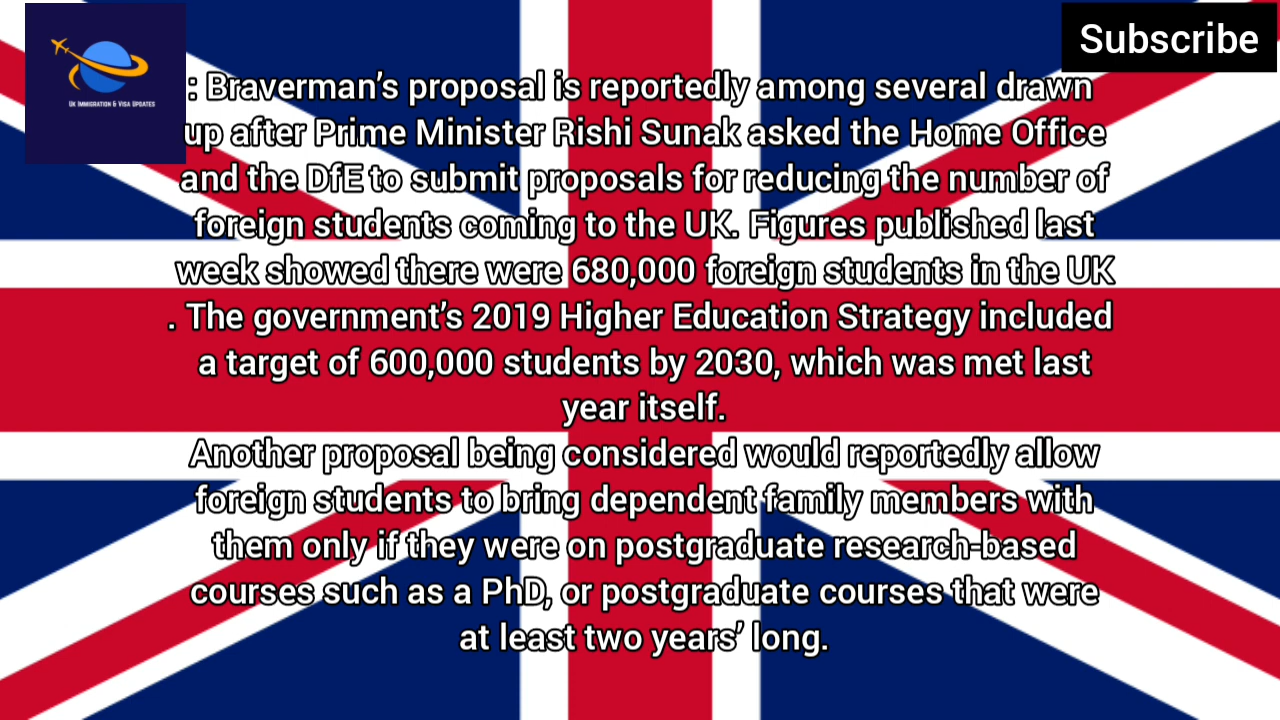 Subscribe
UK IMMIGRATION & VISA UPDATES
: Braverman’s proposal is reportedly among several drawn
up after Prime Minister Rishi Sunak asked the Home Office
and the DfE to submit proposals for reducing the number of
foreign students coming to the UK. Figures published last
week showed there were 680,000 foreign students in the UK
. The government’s 2019 Higher Education Strategy included
a target of 600,000 students by 2030, which was met last
year itself.
Another proposal being considered would reportedly allow
foreign students to bring dependent family members with
them only if they were on postgraduate research-based
courses such as a PhD, or postgraduate courses that were
at least two years’ long.